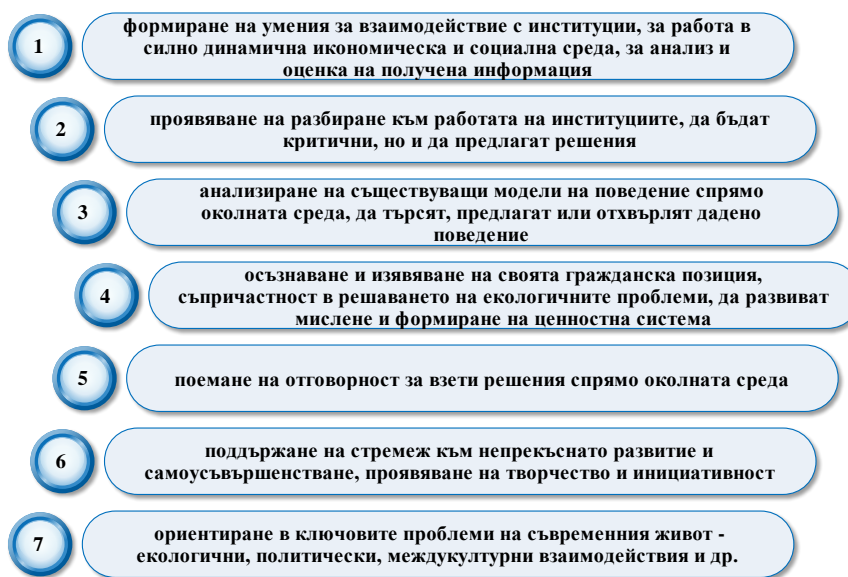 1
формиране на умения за взаимодействие с институции, за работа в
силно динамична икономическа и социална среда, за анализ и
оценка на получена информация
2
проявяване на разбиране към работата на институциите, да бъдат
критични, но и да предлагат решения
3
анализиране на съществуващи модели на поведение спрямо
околната среда, да търсят, предлагат или отхвърлят дадено
поведение
4
осъзнаване и изявяване на своята гражданска позиция,
съпричастност в решаването на екологичните проблеми, да развиват
мислене и формиране на ценностна система
5
поемане на отговорност за взети решения спрямо околната среда
6
поддържане на стремеж към непрекъснато развитие и
самоусъвършенстване, проявяване на творчество и инициативност
7
ориентиране в ключовите проблеми на съвременния живот -
екологични, политически, междукултурни взаимодействия и др.